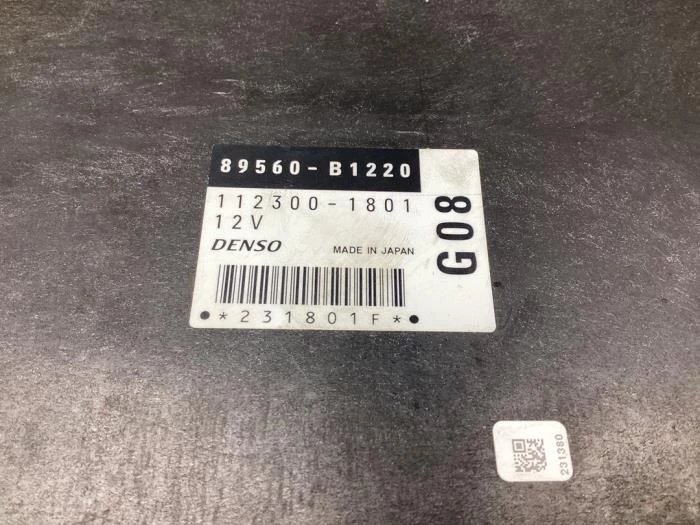 89560-B1220
112300-1801
12V
DENSO MADE IN JAPAN
*231801F*
G08
231380